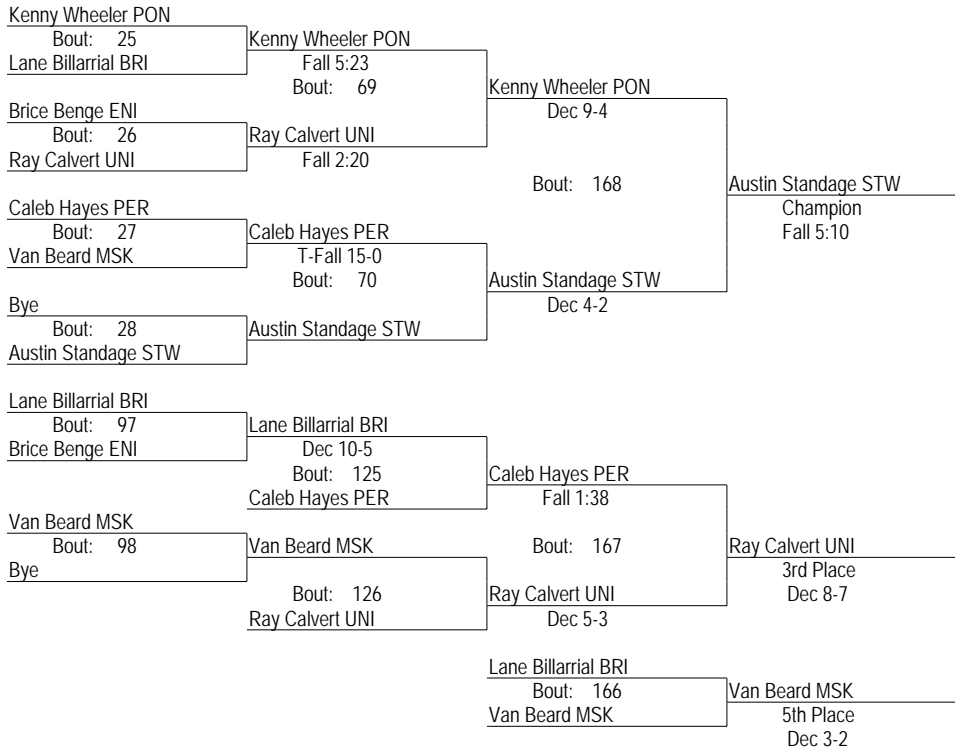 Kenny Wheeler PON
Bout: 25
Kenny Wheeler PON
Lane Billarrial BRI
Fall 5:23
Bout: 69
Kenny Wheeler PON
Brice Benge ENI
Dec 9-4
Bout: 26
Ray Calvert UNI
Ray Calvert UNI
Fall 2:20
Bout: 168
Austin Standage STW
Caleb Hayes PER
Champion
Bout: 27
Caleb Hayes PER
Fall 5:10
Van Beard MSK
T-Fall 15-0
Bout: 70
Austin Standage STW
Bye
Dec 4-2
Bout: 28
Austin Standage STW
Austin Standage STW
Lane Billarrial BRI
Bout: 97
Lane Billarrial BRI
Brice Benge ENI
Dec 10-5
Bout: 125
Caleb Hayes PER
Caleb Hayes PER
Fall 1:38
Van Beard MSK
Bout: 98
Van Beard MSK
Bout: 167
Ray Calvert UNI
Bye
3rd Place
Bout: 126
Ray Calvert UNI
Dec 8-7
Ray Calvert UNI
Dec 5-3
Lane Billarrial BRI
Bout: 166
Van Beard MSK
Van Beard MSK
5th Place
Dec 3-2